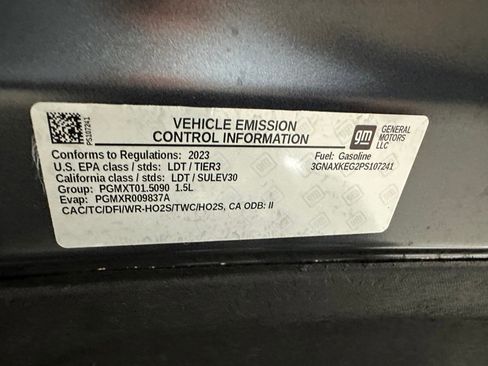 PS107241
VEHICLE EMISSION
CONTROL INFORMATION
gm
GENERAL
MOTORS
LLC
Conforms to Regulations: 2023
U.S. EPA class / stds: LDT / TIER3
California class / stds: LDT / SULEV30
Group: PGMXT01.5090 1.5L
Evap: PGMXR009837A
CAC/TC/DFI/WR-HO2S/TWC/HO2S, CA ODB: II
Fuel: Gasoline
3GNAXKEG2PS107241